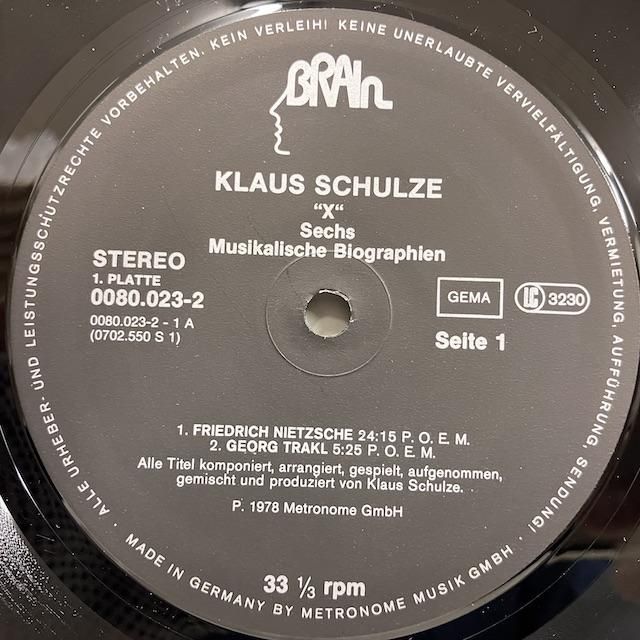 ALLE URHEBER- UND LEISTUNGSSCHUTZRECHTE VORBEHALTEN. KEIN VERLEIH! KEINE UNERLAUBTE VERVIELFÄLTIGUNG, VERMIETUNG, AUFFÜHRUNG, SENDUNG!
BRAIn
KLAUS SCHULZE
"X"
Sechs
Musikalische Biographien
STEREO
1. PLATTE
0080.023-2
0080.023-2 - 1 A
(0702.550 S 1)
GEMA
LC 3230
Seite 1
1. FRIEDRICH NIETZSCHE 24:15 P. O. E. M.
2. GEORG TRAKL 5:25 P. O. E. M.
Alle Titel komponiert, arrangiert, gespielt, aufgenommen,
gemischt und produziert von Klaus Schulze.
P. 1978 Metronome GmbH
33 1/3 rpm
· MADE IN GERMANY BY METRONOME MUSIK GMBH ·